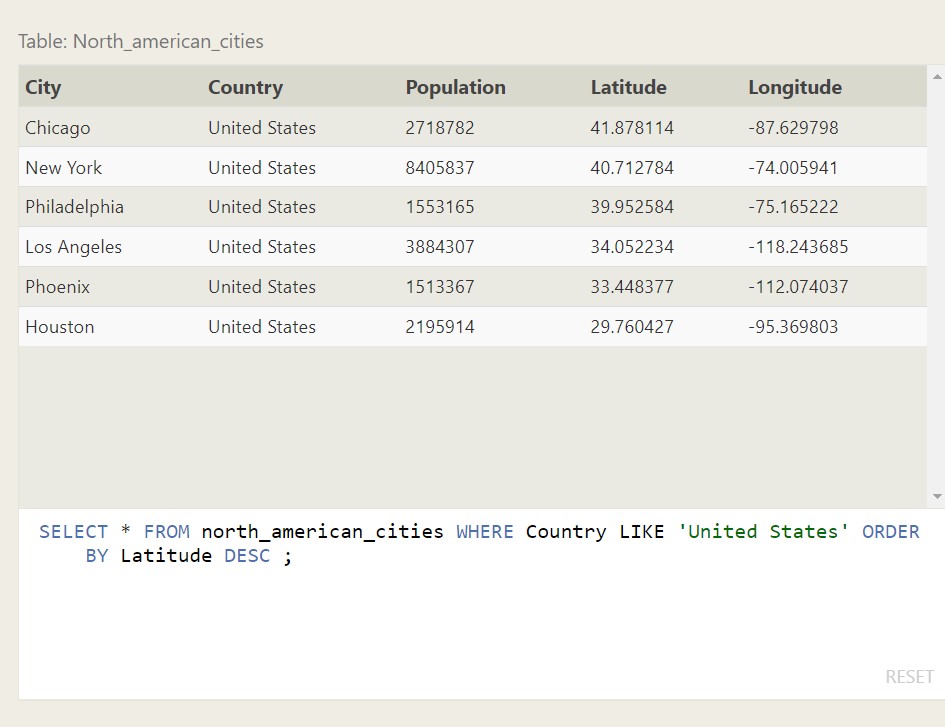 Table: North_american_cities
City Country Population Latitude Longitude
Chicago United States 2718782 41.878114 -87.629798
New York United States 8405837 40.712784 -74.005941
Philadelphia United States 1553165 39.952584 -75.165222
Los Angeles United States 3884307 34.052234 -118.243685
Phoenix United States 1513367 33.448377 -112.074037
Houston United States 2195914 29.760427 -95.369803
SELECT * FROM north_american_cities WHERE Country LIKE 'United States' ORDER
BY Latitude DESC ;
RESET